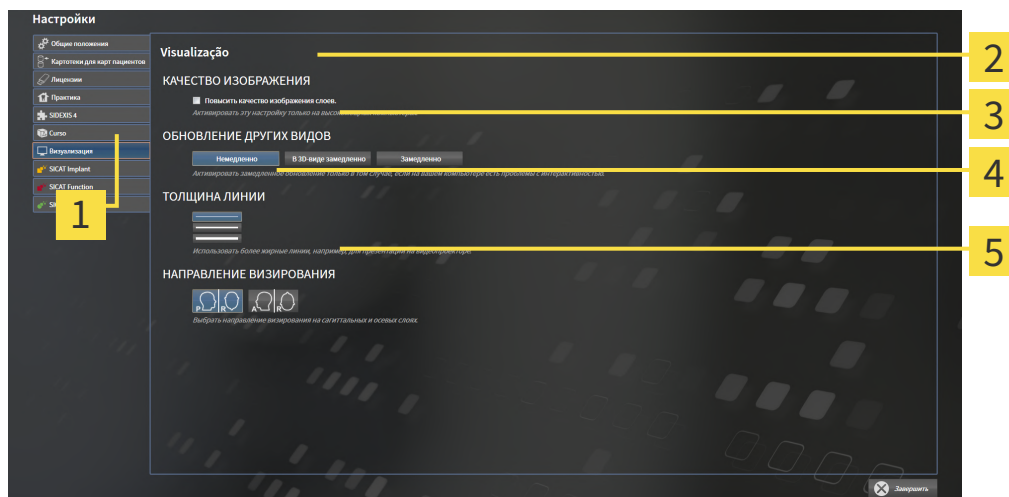 Настройки
Общие положения
Картотеки для карт пациентов
Лицензии
Практика
SIDEXIS 4
Curso
Визуализация
SICAT Implant
SICAT Function
1
Visualização
КАЧЕСТВО ИЗОБРАЖЕНИЯ
Повысить качество изображения слоев.
Активировать эту настройку только на
ОБНОВЛЕНИЕ ДРУГИХ ВИДОВ
Немедленно
В 3D-виде замедленно
Замедленно
Активировать замедленное обновление только в том случае, если на вашем компьютере есть проблемы с интерактивностью.
ТОЛЩИНА ЛИНИИ
Использовать более жирные линии, например, для презентации на видеопроекторе.
НАПРАВЛЕНИЕ ВИЗИРОВАНИЯ
P R
A R
Выбрать направление визирования на сагиттальных и осевых слоях.
Завершить
2
3
4
5